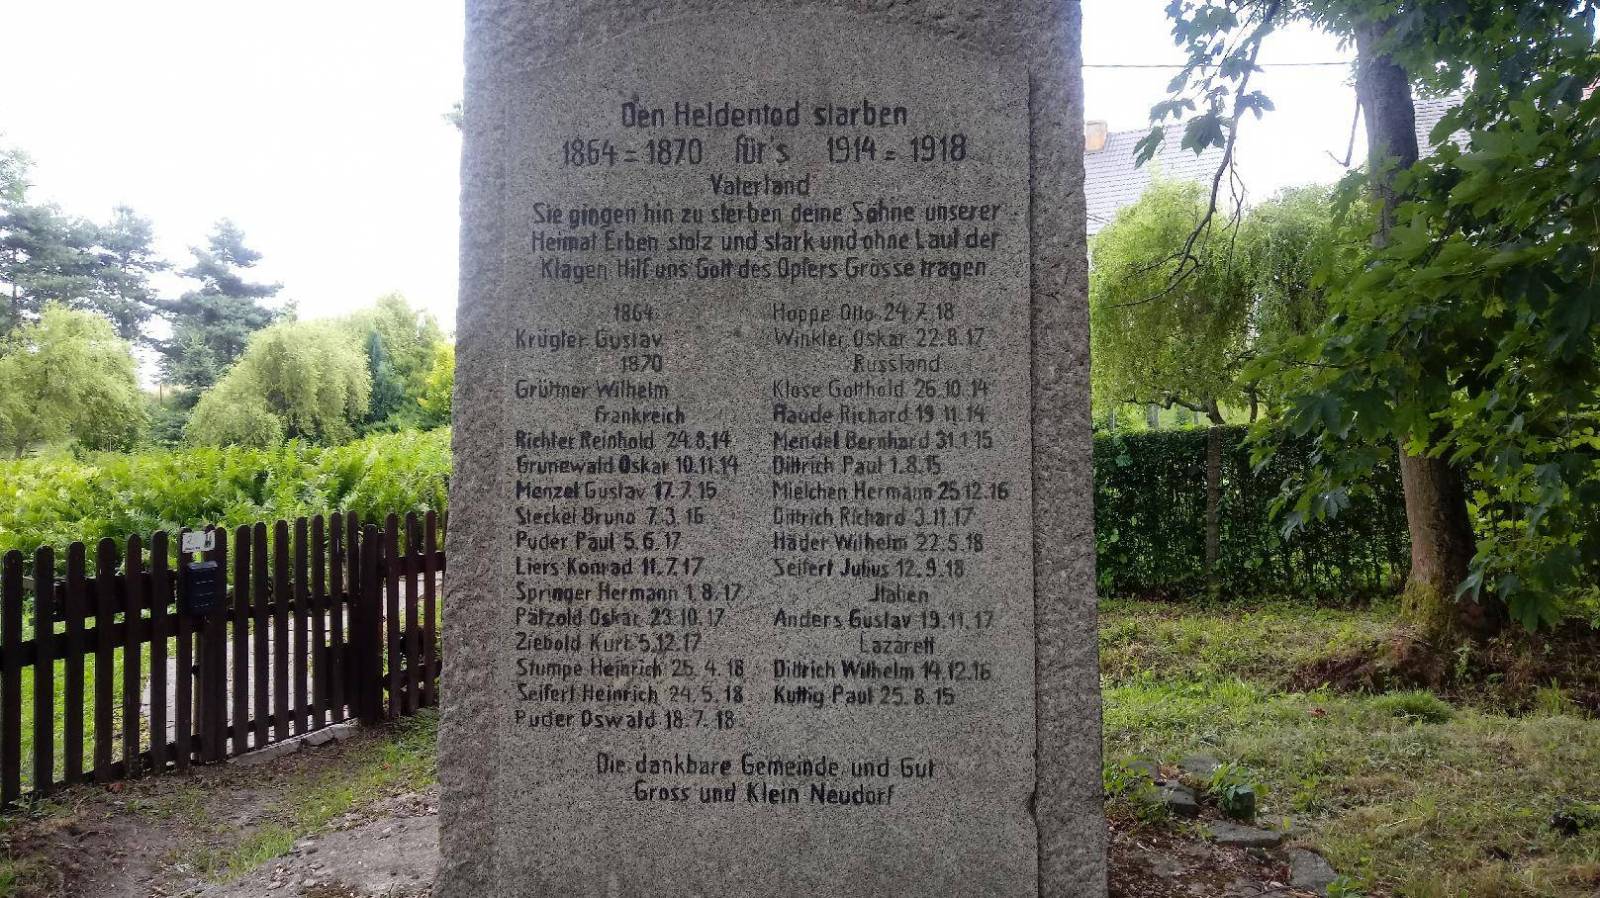 Den Heldentod starben
1864 = 1870 für's 1914 = 1918
Vaterland
Sie gingen hin zu sterben deine Söhne unserer
Heimat Erben stolz und stark und ohne Laut der
Klagen Hilf uns Gott des Opfers Grösse tragen
1864
Krügler Gustav
1870
Grüttner Wilhelm
Frankreich
Richter Reinhold 24.8.14
Grunewald Oskar 10.11.14
Menzel Gustav 17.7.15
Steckel Bruno 7.3.16
Puder Paul 5.6.17
Liers Konrad 11.7.17
Springer Hermann 1.8.17
Pätzold Oskar 23.10.17
Ziebold Kurt 5.12.17
Stumpe Heinrich 25.4.18
Seifert Heinrich 24.5.18
Puder Oswald 18.7.18
Hoppe Otto 24.7.18
Winkler Oskar 22.8.17
Russland
Klose Gotthold 26.10.14
Raude Richard 19.11.14
Mendel Bernhard 31.1.15
Dittrich Paul 1.8.15
Mielchen Hermann 25.12.16
Dittrich Richard 3.11.17
Häder Wilhelm 22.5.18
Seifert Julius 12.9.18
Italien
Anders Gustav 19.11.17
Lazarett
Dittrich Wilhelm 14.12.16
Kuttig Paul 25.8.15
Die dankbare Gemeinde und Gut
Gross und Klein Neudorf